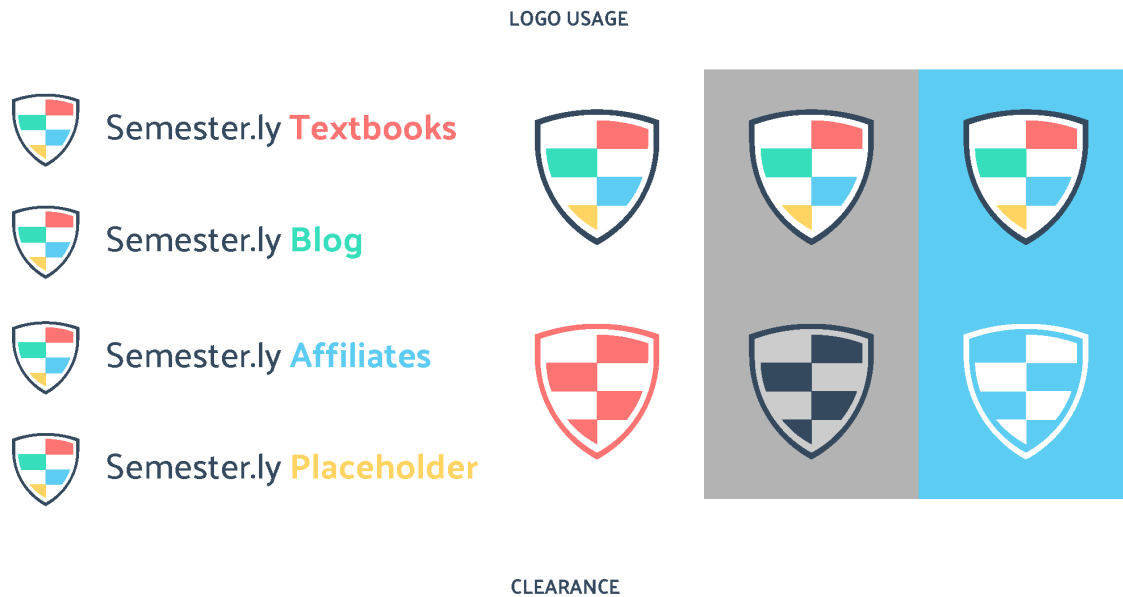 LOGO USAGE
Semester.ly Textbooks
Semester.ly Blog
Semester.ly Affiliates
Semester.ly Placeholder
CLEARANCE